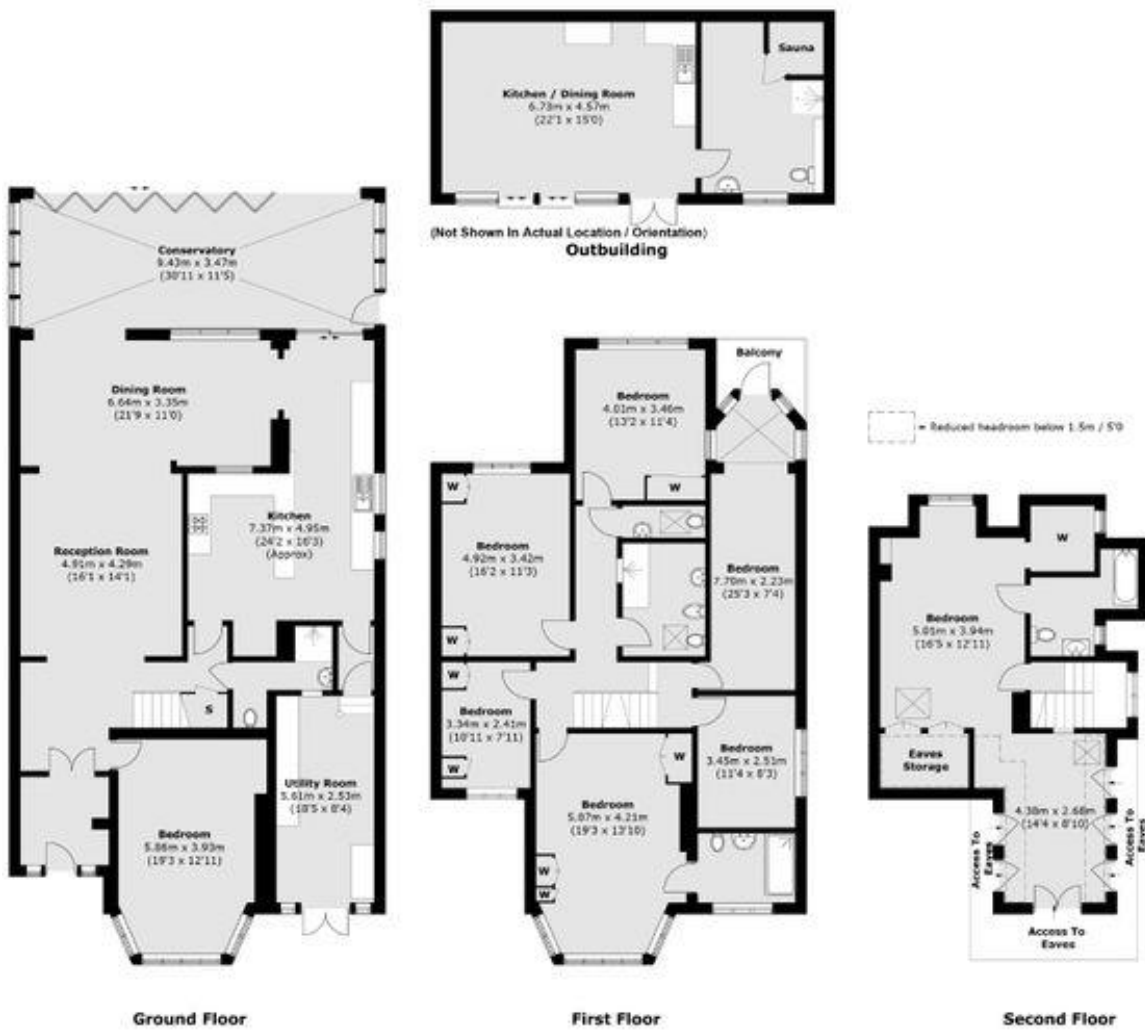 Sauna
Kitchen / Dining Room
6.73m x 4.57m
(22'1 x 15'0)
(Not Shown In Actual Location / Orientation)
Outbuilding
Conservatory
9.43m x 3.47m
(30'11 x 11'5)
Dining Room
6.64m x 3.35m
(21'9 x 11'0)
Kitchen
7.37m x 4.95m
(24'2 x 16'3)
(Approx)
Reception Room
4.91m x 4.29m
(16'1 x 14'1)
S
Utility Room
5.61m x 2.53m
(18'5 x 8'4)
Bedroom
5.86m x 3.93m
(19'3 x 12'11)
Ground Floor
Balcony
Bedroom
4.01m x 3.46m
(13'2 x 11'4)
W
W
Bedroom
4.92m x 3.42m
(16'2 x 11'3)
W
Bedroom
7.70m x 2.23m
(25'3 x 7'4)
W
Bedroom
3.34m x 2.41m
(10'11 x 7'11)
W
Bedroom
3.45m x 2.51m
(11'4 x 8'3)
W
Bedroom
5.87m x 4.21m
(19'3 x 13'10)
W
W
First Floor
= Reduced headroom below 1.5m / 5'0
W
Bedroom
5.01m x 3.94m
(16'5 x 12'11)
Eaves
Storage
4.38m x 2.68m
(14'4 x 8'10)
Access To
Eaves
Access To
Eaves
Access To
Eaves
Second Floor